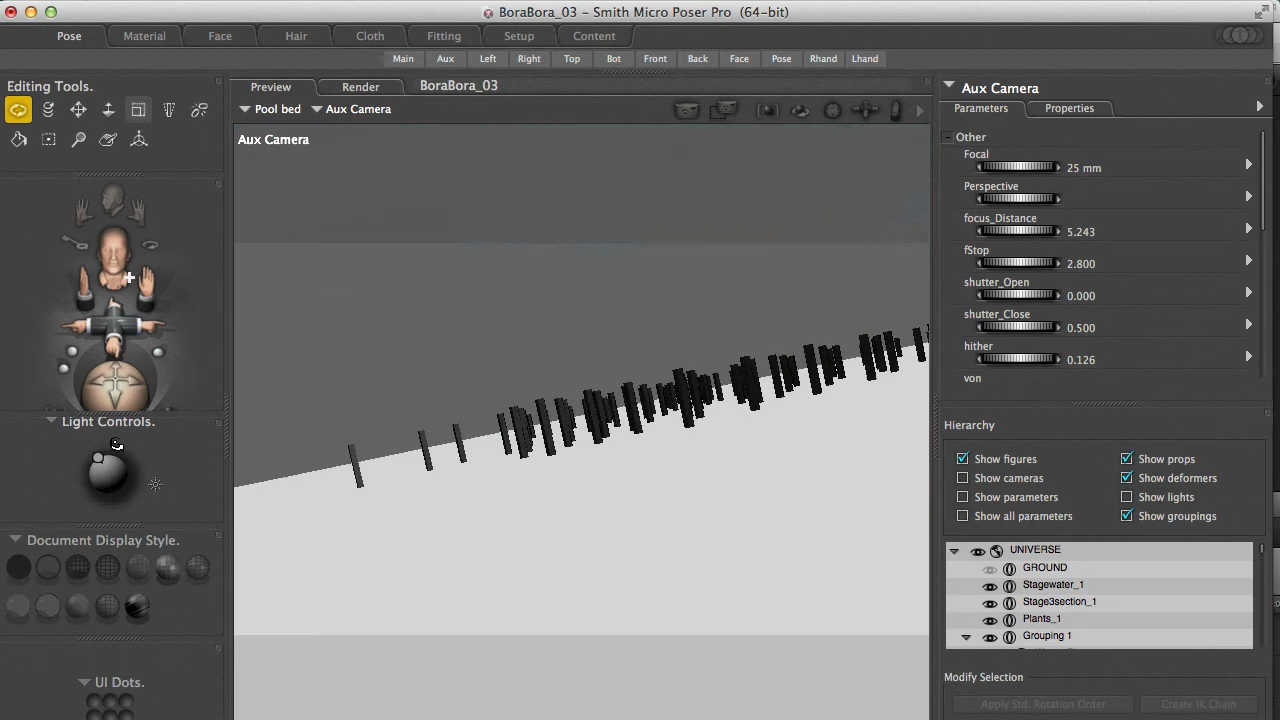 BoraBora_03 - Smith Micro Poser Pro  (64-bit)
Pose Material Face Hair Cloth Fitting Setup Content
Main Aux Left Right Top Bot Front Back Face Pose Rhand Lhand
Editing Tools.
Preview Render BoraBora_03
Pool bed Aux Camera
Aux Camera
Light Controls.
Document Display Style.
UI Dots.
Aux Camera
Parameters Properties
Other
Focal
25 mm
Perspective
focus_Distance
5.243
fStop
2.800
shutter_Open
0.000
shutter_Close
0.500
hither
0.126
von
Hierarchy
Show figures Show props
Show cameras Show deformers
Show parameters Show lights
Show all parameters Show groupings
UNIVERSE
GROUND
Stagewater_1
Stage3section_1
Plants_1
Grouping 1
Modify Selection
Apply Std. Rotation Order Create IK Chain